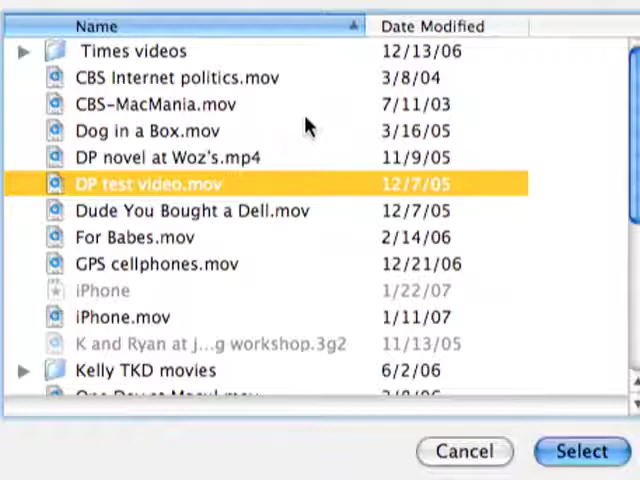 Name Date Modified
Times videos 12/13/06
CBS Internet politics.mov 3/8/04
CBS-MacMania.mov 7/11/03
Dog in a Box.mov 3/16/05
DP novel at Woz's.mp4 11/9/05
DP test video.mov 12/7/05
Dude You Bought a Dell.mov 12/7/05
For Babes.mov 2/14/06
GPS cellphones.mov 12/21/06
iPhone 1/22/07
iPhone.mov 1/11/07
K and Ryan at j...g workshop.3g2 11/13/05
Kelly TKD movies 6/2/06
Cancel Select